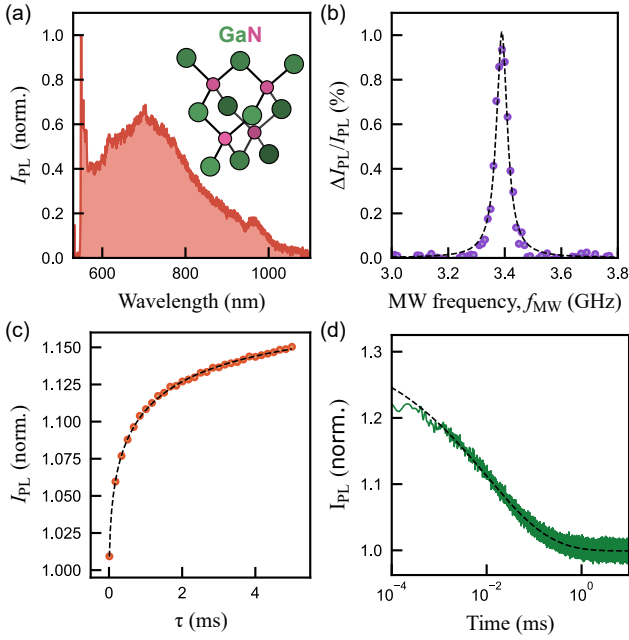 (a)
GaN
I_PL (norm.)
1.0
0.8
0.6
0.4
0.2
0.0
600
800
1000
Wavelength (nm)
(b)
ΔI_PL/I_PL (%)
1.0
0.8
0.6
0.4
0.2
0.0
3.0
3.2
3.4
3.6
3.8
MW frequency, f_MW (GHz)
(c)
I_PL (norm.)
1.150
1.125
1.100
1.075
1.050
1.025
1.000
0
2
4
τ (ms)
(d)
I_PL (norm.)
1.3
1.2
1.1
1.0
10⁻⁴
10⁻²
10⁰
Time (ms)